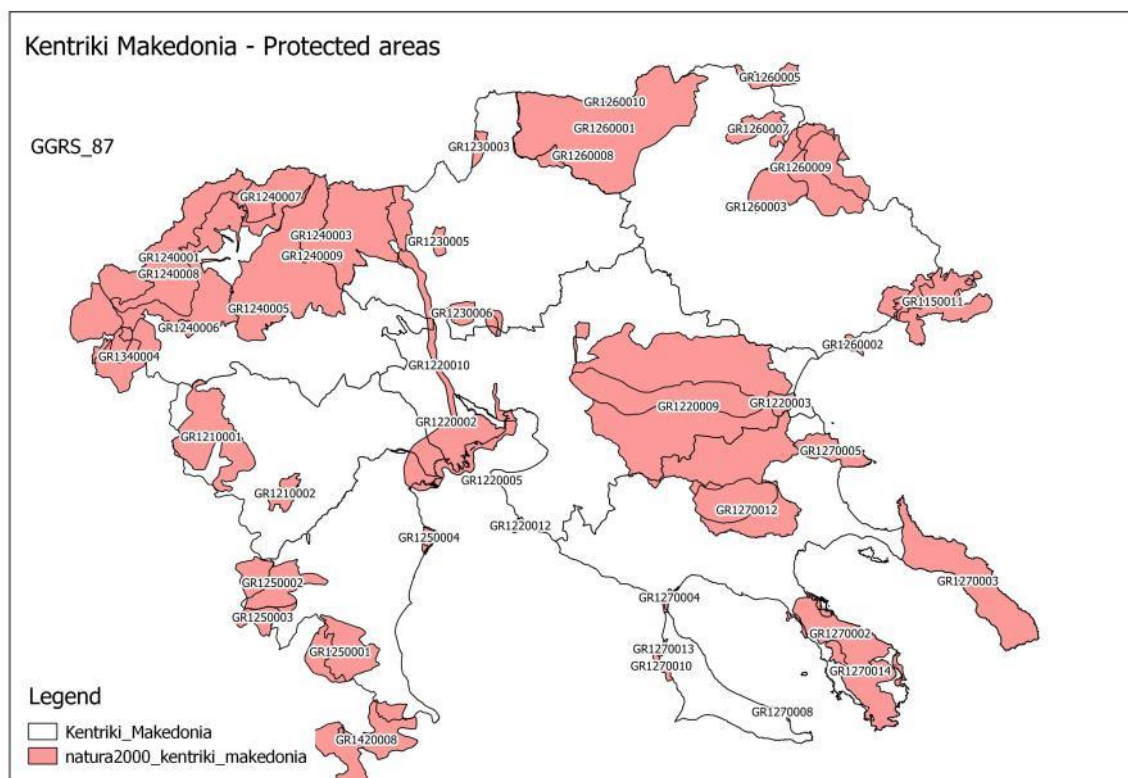 Kentriki Makedonia - Protected areas
GGRS_87
GR1260005
GR1260010
GR1260001
GR1260007
GR1230003
GR1260008
GR1260009
GR1240007
GR1260003
GR1240003
GR1230005
GR1240001
GR1240009
GR1240008
GR1150011
GR1240005
GR1230006
GR1240006
GR1260002
GR1340004
GR1220010
GR1220009
GR1220003
GR1220002
GR1210001
GR1270005
GR1220005
GR1210002
GR1270012
GR1220012
GR1250004
GR1250002
GR1270003
GR1270004
GR1250003
GR1270002
GR1250001
GR1270013
GR1270010
GR1270014
GR1270008
GR1420008
Legend
Kentriki_Makedonia
natura2000_kentriki_makedonia